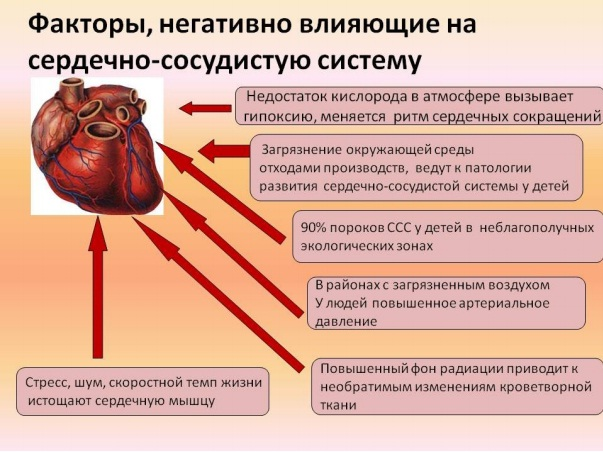 Факторы, негативно влияющие на
сердечно-сосудистую систему
Недостаток кислорода в атмосфере вызывает
гипоксию, меняется ритм сердечных сокращений
Загрязнение окружающей среды
отходами производств, ведут к патологии
развития сердечно-сосудистой системы у детей
90% пороков ССС у детей в неблагополучных
экологических зонах
В районах с загрязненным воздухом
У людей повышенное артериальное
давление
Повышенный фон радиации приводит к
необратимым изменениям кроветворной
ткани
Стресс, шум, скоростной темп жизни
истощают сердечную мышцу